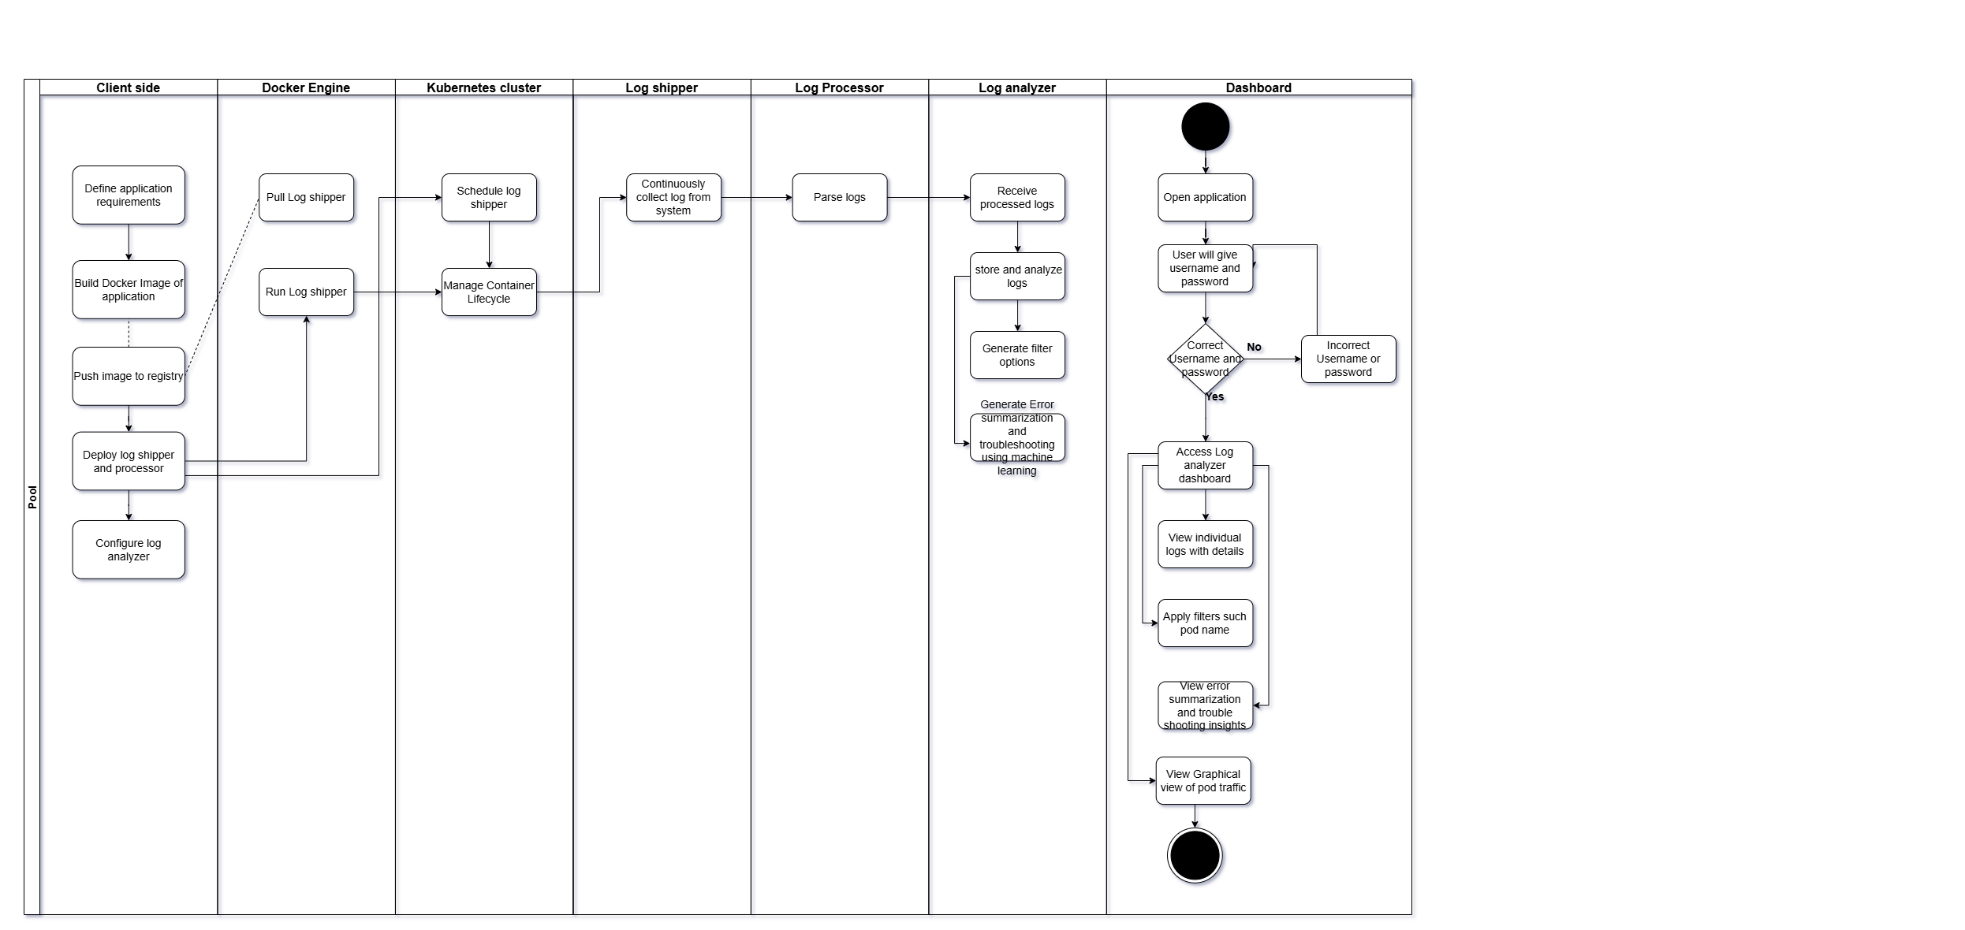 Pool
Client side
Define application
requirements
Build Docker Image of
application
Push image to registry
Deploy log shipper
and processor
Configure log
analyzer
Docker Engine
Pull Log shipper
Run Log shipper
Kubernetes cluster
Schedule log
shipper
Manage Container
Lifecycle
Log shipper
Continuously
collect log from
system
Log Processor
Parse logs
Log analyzer
Receive
processed logs
store and analyze
logs
Generate filter
options
Generate Error
summarization
and
troubleshooting
using machine
learning
Dashboard
Open application
User will give
username and
password
Correct
Username and
password
No
Incorrect
Username or
password
Yes
Access Log
analyzer
dashboard
View individual
logs with details
Apply filters such
pod name
View error
summarization
and trouble
shooting insights
View Graphical
view of pod traffic